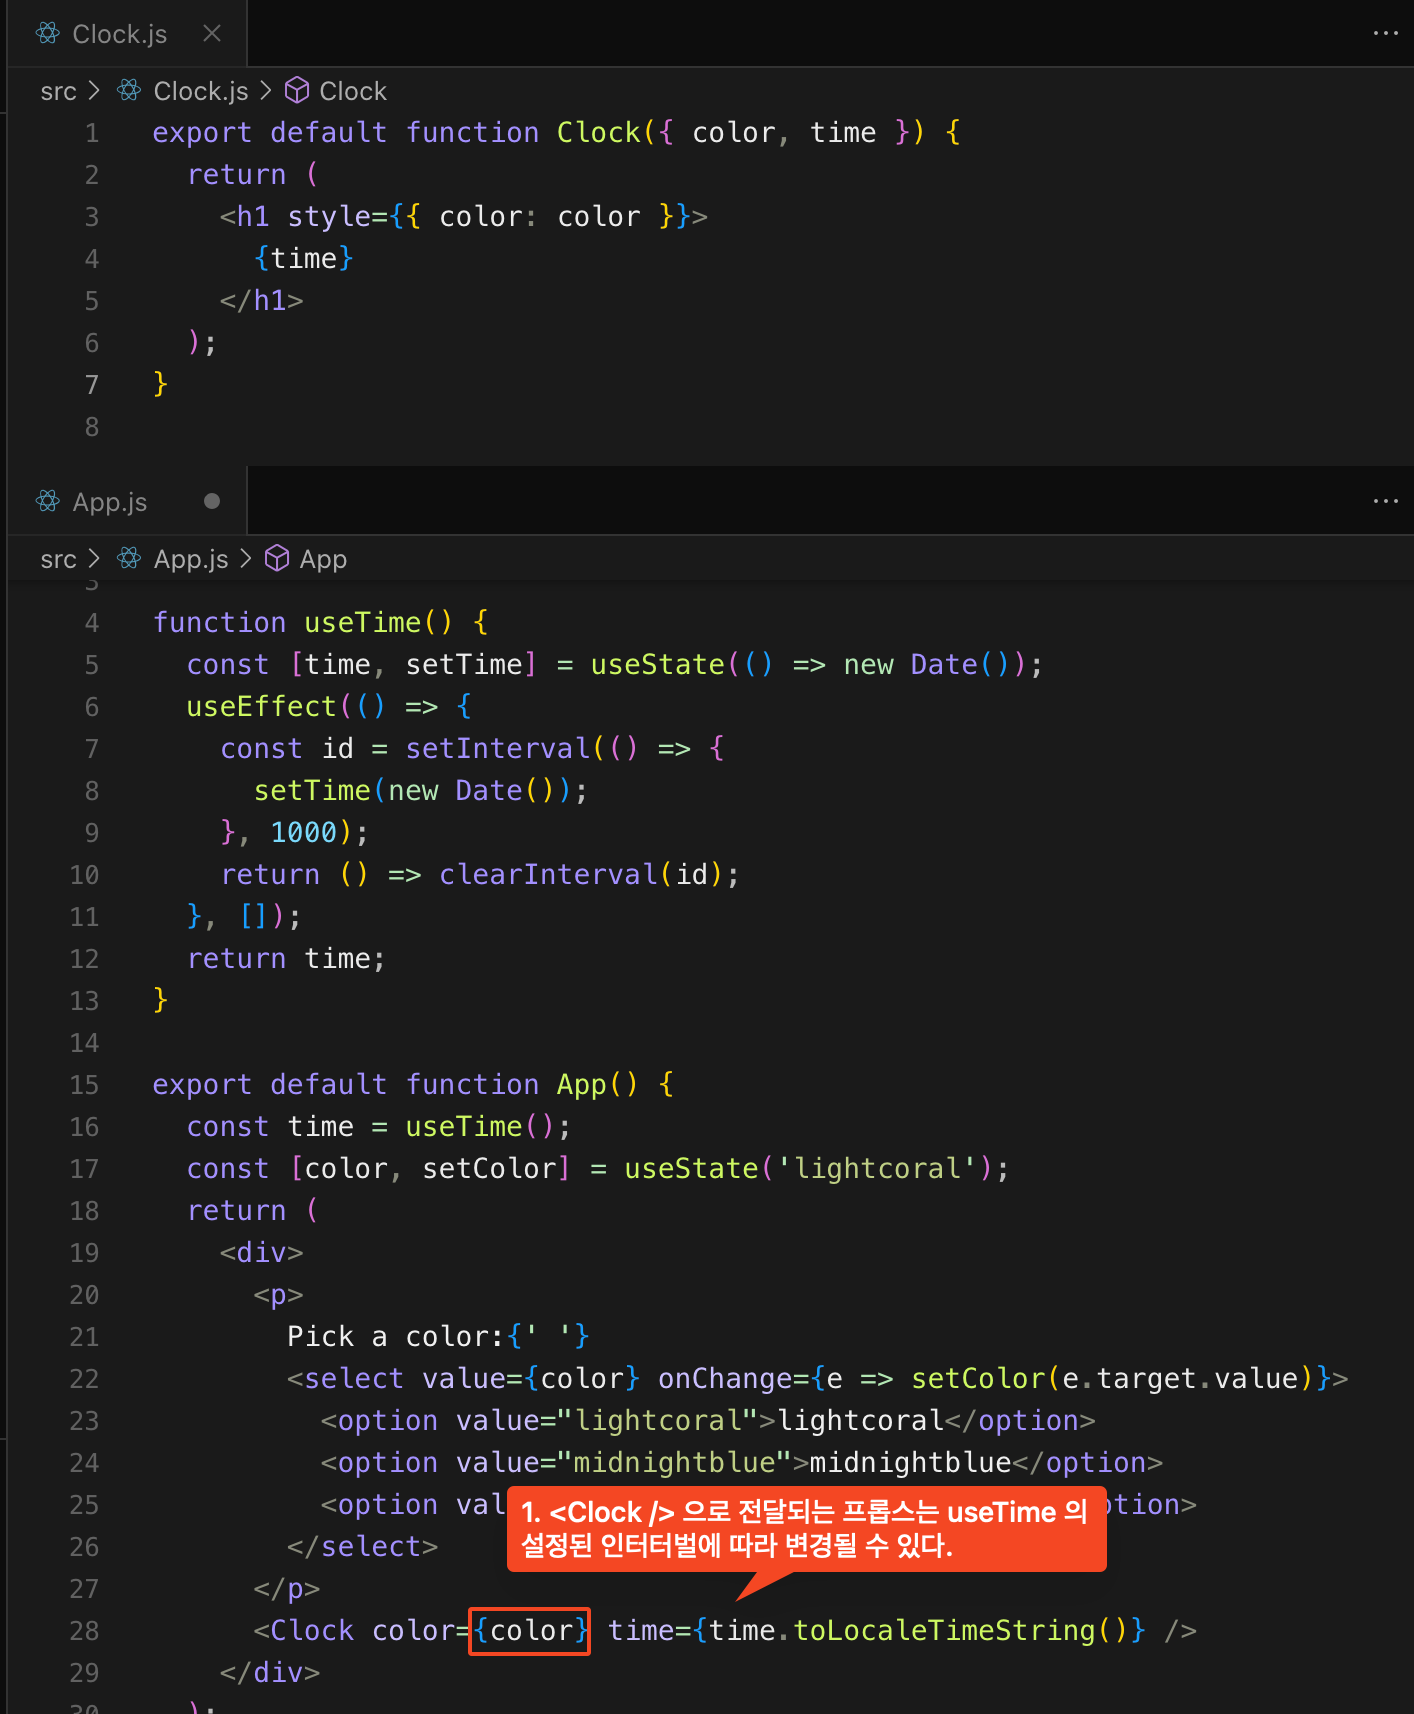 Clock.js
src > Clock.js > Clock
1 export default function Clock({ color, time }) {
2   return (
3     <h1 style={{ color: color }}>
4       {time}
5     </h1>
6   );
7 }
8
App.js
src > App.js > App
3
4 function useTime() {
5   const [time, setTime] = useState(() => new Date());
6   useEffect(() => {
7     const id = setInterval(() => {
8       setTime(new Date());
9     }, 1000);
10     return () => clearInterval(id);
11   }, []);
12   return time;
13 }
14
15 export default function App() {
16   const time = useTime();
17   const [color, setColor] = useState('lightcoral');
18   return (
19     <div>
20       <p>
21         Pick a color:{' '}
22         <select value={color} onChange={e => setColor(e.target.value)}>
23           <option value="lightcoral">lightcoral</option>
24           <option value="midnightblue">midnightblue</option>
25           <option val ption>
1. <Clock /> 으로 전달되는 프롭스는 useTime 의
설정된 인터터벌에 따라 변경될 수 있다.
26         </select>
27       </p>
28       <Clock color={color} time={time.toLocaleTimeString()} />
29     </div>
30   );